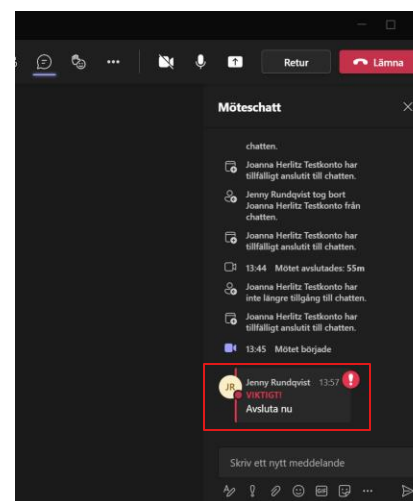 Retur
Lämna
Möteschatt
chatten.
Joanna Herlitz Testkonto har
tillfälligt anslutit till chatten.
Jenny Rundqvist tog bort
Joanna Herlitz Testkonto från
chatten.
Joanna Herlitz Testkonto har
tillfälligt anslutit till chatten.
13:44 Mötet avslutades: 55m
Joanna Herlitz Testkonto har
inte längre tillgång till chatten.
Joanna Herlitz Testkonto har
tillfälligt anslutit till chatten.
13:45 Mötet började
JR
Jenny Rundqvist 13:57
VIKTIGT!
Avsluta nu
Skriv ett nytt meddelande
GIF